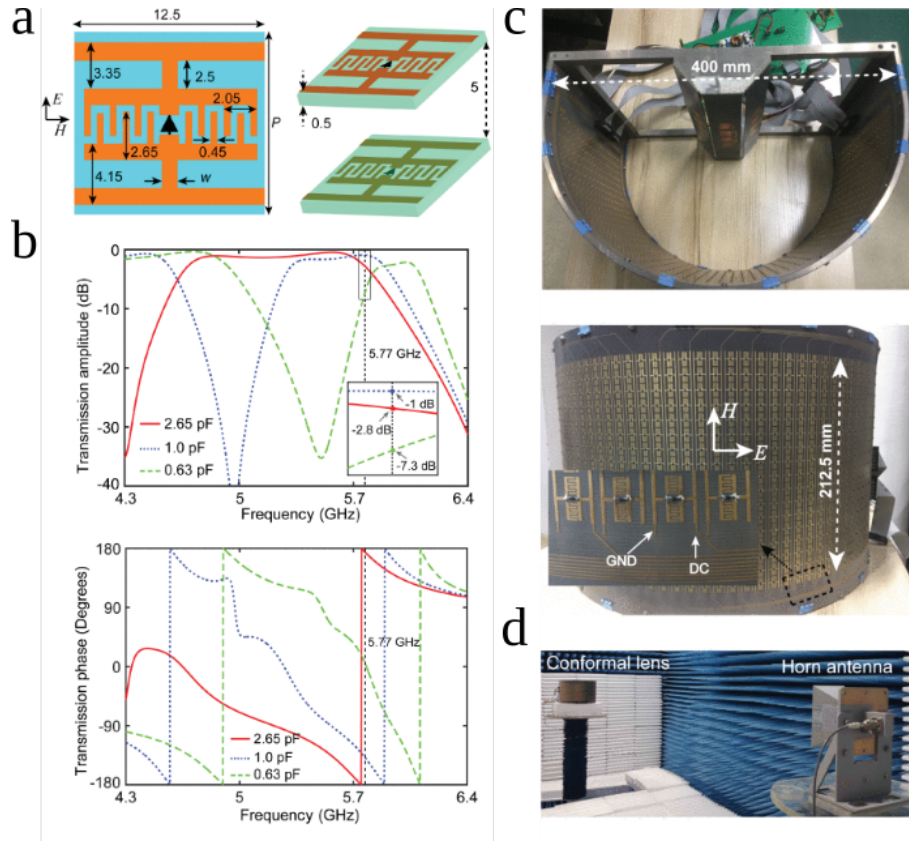 a
12.5
3.35
2.5
2.05
E
H
P
2.65
0.45
4.15
w
0.5
5
b
Transmission amplitude (dB)
0
-10
-20
-30
-40
5.77 GHz
-1 dB
-2.8 dB
-7.3 dB
2.65 pF
1.0 pF
0.63 pF
4.3 5 5.7 6.4
Frequency (GHz)
Transmission phase (Degrees)
180
90
0
-90
-180
5.77 GHz
2.65 pF
1.0 pF
0.63 pF
4.3 5 5.7 6.4
Frequency (GHz)
c
400 mm
H
E
212.5 mm
GND
DC
d
Conformal lens
Horn antenna